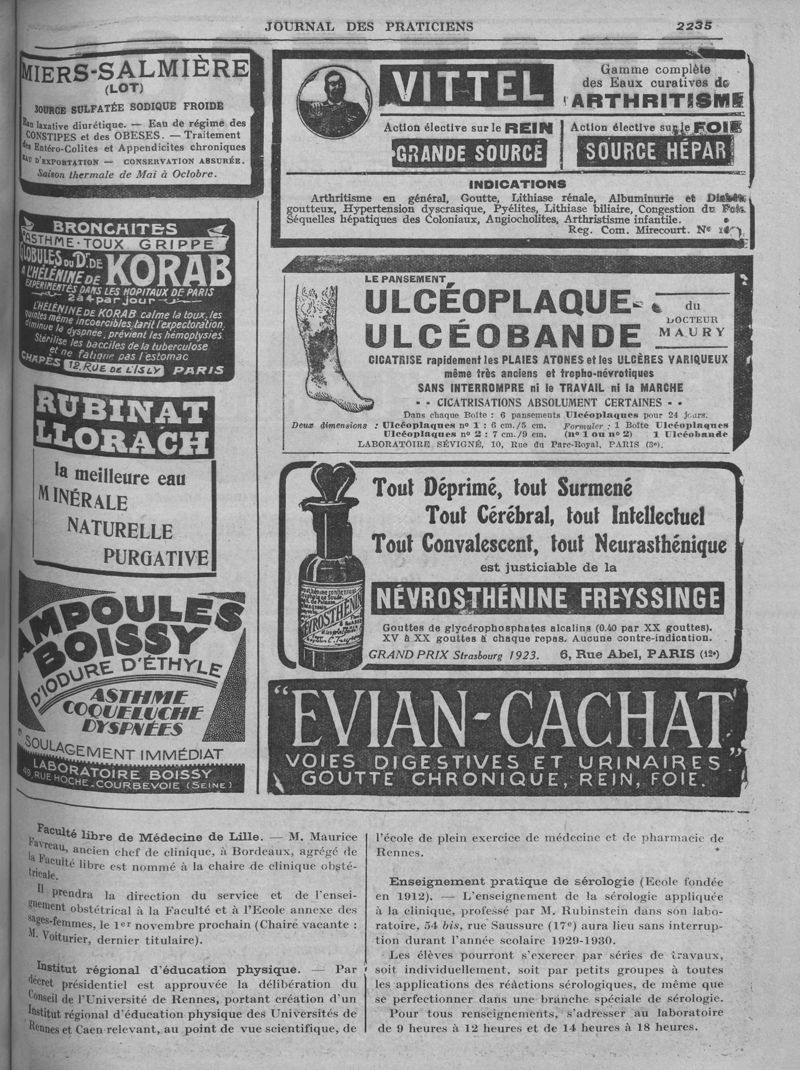 JOURNAL DES PRATICIENS
2235
MIERS-SALMIÈRE
(LOT)
SOURCE SULFATÉE SODIQUE FROIDE
Eau laxative diurétique. — Eau de régime des
CONSTIPES et des OBESES. — Traitement
des Entéro-Colites et Appendicites chroniques
EAU D'EXPORTATION — CONSERVATION ASSURÉE.
Saison thermale de Mai à Octobre.
BRONCHITES
ASTHME·TOUX GRIPPE
GLOBULES DU Dr. DE
A L'HÉLÉNINE DE KORAB
EXPÉRIMENTÉS DANS LES HOPITAUX DE PARIS
2 à 4 par jour
L'HÉLÉNINE DE KORAB calme la toux, les
quintes même incoercibles, tarit l'expectoration,
diminue la dyspnée, prévient les hémoplysies.
Stérilise les bacilles de la tuberculose
et ne fatigue pas l'estomac
CHAPÈS 12, RUE DE L'ISLY PARIS
RUBINAT
LLORACH
la meilleure eau
MINÉRALE
NATURELLE
PURGATIVE
AMPOULES
BOISSY
D'IODURE D'ÉTHYLE
ASTHME
COQUELUCHE
DYSPNÉES
SOULAGEMENT IMMÉDIAT
LABORATOIRE BOISSY
49, RUE HOCHE-COURBEVOIE (SEINE)
VITTEL
Gamme complète
des Eaux curatives de
l'ARTHRITISME
Action élective sur le REIN
GRANDE SOURCE
Action élective sur le FOIE
SOURCE HÉPAR
INDICATIONS
Arthritisme en général, Goutte, Lithiase rénale, Albuminurie et Diabète
goutteux, Hypertension dyscrasique, Pyélites, Lithiase biliaire, Congestion du Foie.
Séquelles hépatiques des Coloniaux, Angiocholites, Arthristisme infantile.
Reg. Com. Mirecourt. No
LE PANSEMENT
ULCÉOPLAQUE-
ULCÉOBANDE
du
DOCTEUR
MAURY
CICATRISE rapidement les PLAIES ATONES et les ULCÈRES VARIQUEUX
même très anciens et tropho-névrotiques
SANS INTERROMPRE ni le TRAVAIL ni la MARCHE
- - CICATRISATIONS ABSOLUMENT CERTAINES - -
Dans chaque Boîte : 6 pansements Ulcéoplaques pour 24 jours.
Deux dimensions : Ulcéoplaques no 1 : 6 cm./5 cm. Formuler : 1 Boîte Ulcéoplaques
Ulcéoplaques no 2 : 7 cm./9 cm. (no 1 ou no 2) 1 Ulcéobande
LABORATOIRE SÉVIGNÉ, 10, Rue du Parc-Royal, PARIS (3e).
Tout Déprimé, tout Surmené
Tout Cérébral, tout Intellectuel
Tout Convalescent, tout Neurasthénique
est justiciable de la
NÉVROSTHÉNINE FREYSSINGE
Gouttes de glycérophosphates alcalins (0.40 par XX gouttes).
XV à XX gouttes à chaque repas. Aucune contre-indication.
GRAND PRIX Strasbourg 1923. 6, Rue Abel, PARIS (12e)
"EVIAN-CACHAT"
VOIES DIGESTIVES ET URINAIRES
GOUTTE CHRONIQUE, REIN, FOIE.
Faculté libre de Médecine de Lille. — M. Maurice
Favreau, ancien chef de clinique, à Bordeaux, agrégé de
la Faculté libre est nommé à la chaire de clinique obsté-
tricale.
Il prendra la direction du service et de l'ensei-
gnement obstétrical à la Faculté et à l'Ecole annexe des
sages-femmes, le 1er novembre prochain (Chaire vacante :
M. Voiturier, dernier titulaire).
Institut régional d'éducation physique. — Par
décret présidentiel est approuvée la délibération du
Conseil de l'Université de Rennes, portant création d'un
Institut régional d'éducation physique des Universités de
Rennes et Caen relevant, au point de vue scientifique, de
l'école de plein exercice de médecine et de pharmacie de
Rennes.
Enseignement pratique de sérologie (Ecole fondée
en 1912). — L'enseignement de la sérologie appliquée
à la clinique, professé par M. Rubinstein dans son labo-
ratoire, 54 bis, rue Saussure (17e) aura lieu sans interrup-
tion durant l'année scolaire 1929-1930.
Les élèves pourront s'exercer par séries de travaux,
soit individuellement, soit par petits groupes à toutes
les applications des réactions sérologiques, de même que
se perfectionner dans une branche spéciale de sérologie.
Pour tous renseignements, s'adresser au laboratoire
de 9 heures à 12 heures et de 14 heures à 18 heures.